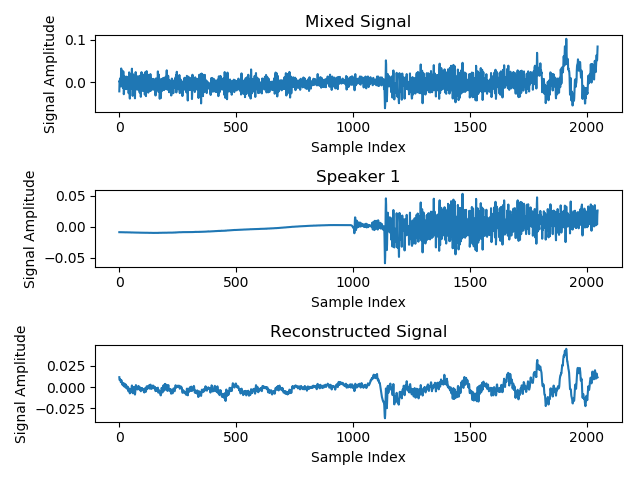 Mixed Signal
Signal Amplitude
0.1
0.0
0 500 1000 1500 2000
Sample Index
Speaker 1
Signal Amplitude
0.05
0.00
−0.05
0 500 1000 1500 2000
Sample Index
Reconstructed Signal
Signal Amplitude
0.025
0.000
−0.025
0 500 1000 1500 2000
Sample Index